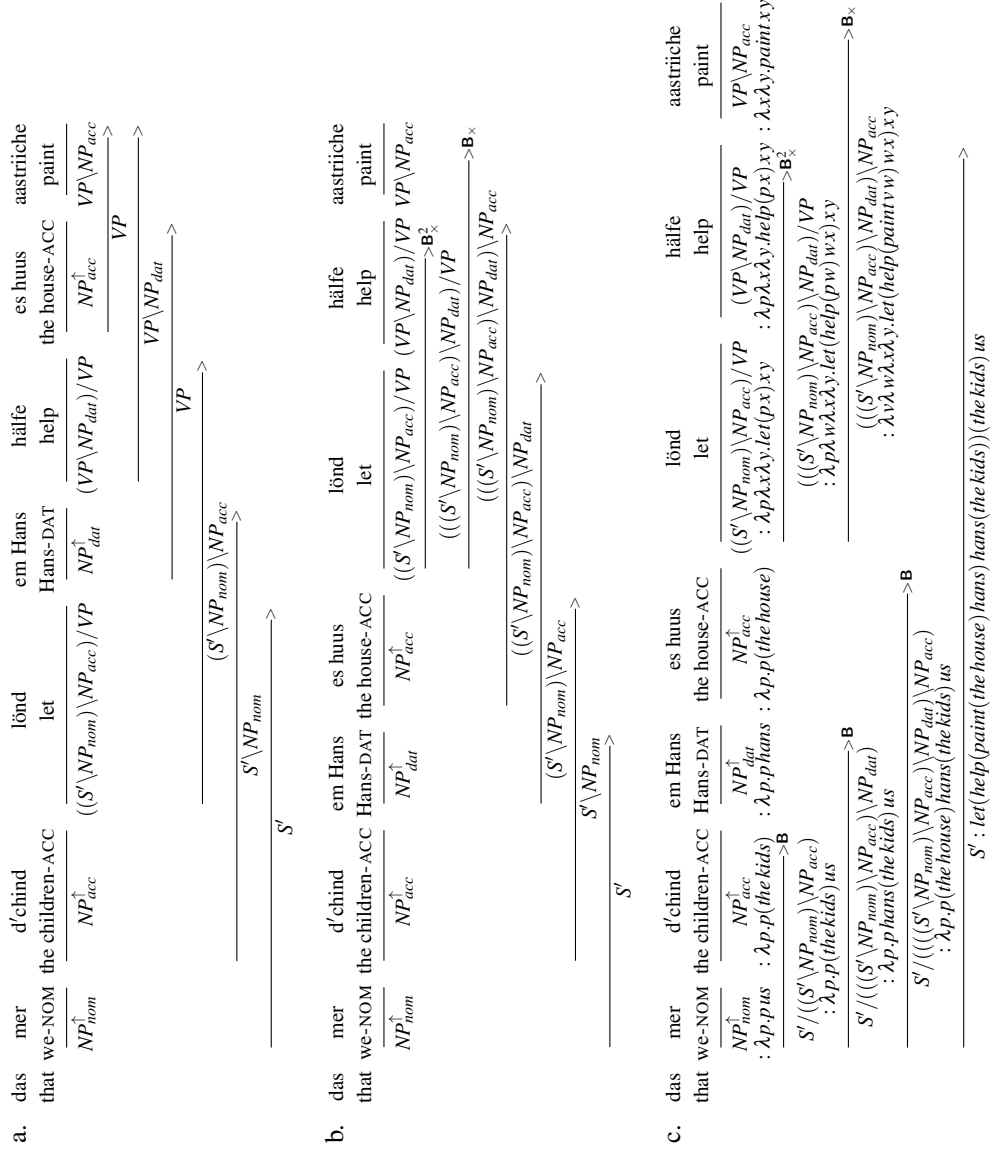 a. das mer d'chind lönd em Hans hälfe es huus aastriiche
that we-NOM the children-ACC let Hans-DAT help the house-ACC paint
NP↑nom NP↑acc ((S′\NPnom)\NPacc)/VP NP↑dat (VP\NPdat)/VP NP↑acc VP\NPacc
>
VP
>
VP\NPdat
>
VP
>
(S′\NPnom)\NPacc
>
S′\NPnom
>
S′
b. das mer d'chind em Hans es huus lönd hälfe aastriiche
that we-NOM the children-ACC Hans-DAT the house-ACC let help paint
NP↑nom NP↑acc NP↑dat NP↑acc ((S′\NPnom)\NPacc)/VP (VP\NPdat)/VP VP\NPacc
>B²×
((((S′\NPnom)\NPacc)\NPdat)/VP
>B×
(((S′\NPnom)\NPacc)\NPdat)\NPacc
>
((S′\NPnom)\NPacc)\NPdat
>
(S′\NPnom)\NPacc
>
S′\NPnom
>
S′
c. das mer d'chind em Hans es huus lönd hälfe aastriiche
that we-NOM the children-ACC Hans-DAT the house-ACC let help paint
NP↑nom NP↑acc NP↑dat NP↑acc ((S′\NPnom)\NPacc)/VP (VP\NPdat)/VP VP\NPacc
: λp.p us : λp.p(the kids) : λp.p hans : λp.p(the house) : λpλxλy.let(px)xy : λpλxλy.help(px)xy : λxλy.paint xy
>B >B²×
S′/((S′\NPnom)\NPacc) ((((S′\NPnom)\NPacc)\NPdat)/VP
: λp.p(the kids)us : λpλwλxλy.let(help(pw)wx)xy
>B >B×
S′/(((S′\NPnom)\NPacc)\NPdat) (((S′\NPnom)\NPacc)\NPdat)\NPacc
: λp.p hans(the kids)us : λvλwλxλy.let(help(paint vw)wx)xy
>B
S′/((((S′\NPnom)\NPacc)\NPdat)\NPacc)
: λp.p(the house)hans(the kids)us
>
S′ : let(help(paint(the house)hans)hans(the kids))(the kids)us